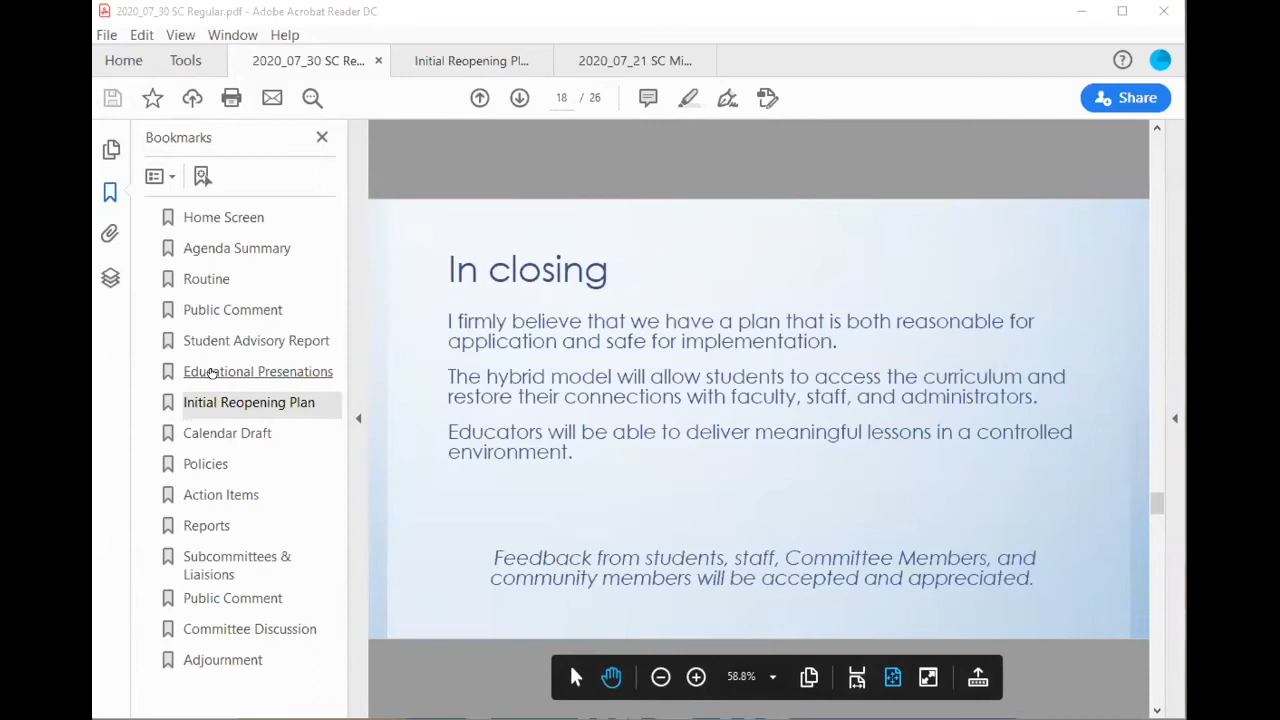 2020_07_30 SC Regular.pdf - Adobe Acrobat Reader DC
File Edit View Window Help
Home Tools 2020_07_30 SC Re... Initial Reopening Pl... 2020_07_21 SC Mi...
18 / 26
Share
Bookmarks
Home Screen
Agenda Summary
Routine
Public Comment
Student Advisory Report
Educational Presenations
Initial Reopening Plan
Calendar Draft
Policies
Action Items
Reports
Subcommittees &
Liaisions
Public Comment
Committee Discussion
Adjournment
In closing
I firmly believe that we have a plan that is both reasonable for
application and safe for implementation.
The hybrid model will allow students to access the curriculum and
restore their connections with faculty, staff, and administrators.
Educators will be able to deliver meaningful lessons in a controlled
environment.
Feedback from students, staff, Committee Members, and
community members will be accepted and appreciated.
58.8%